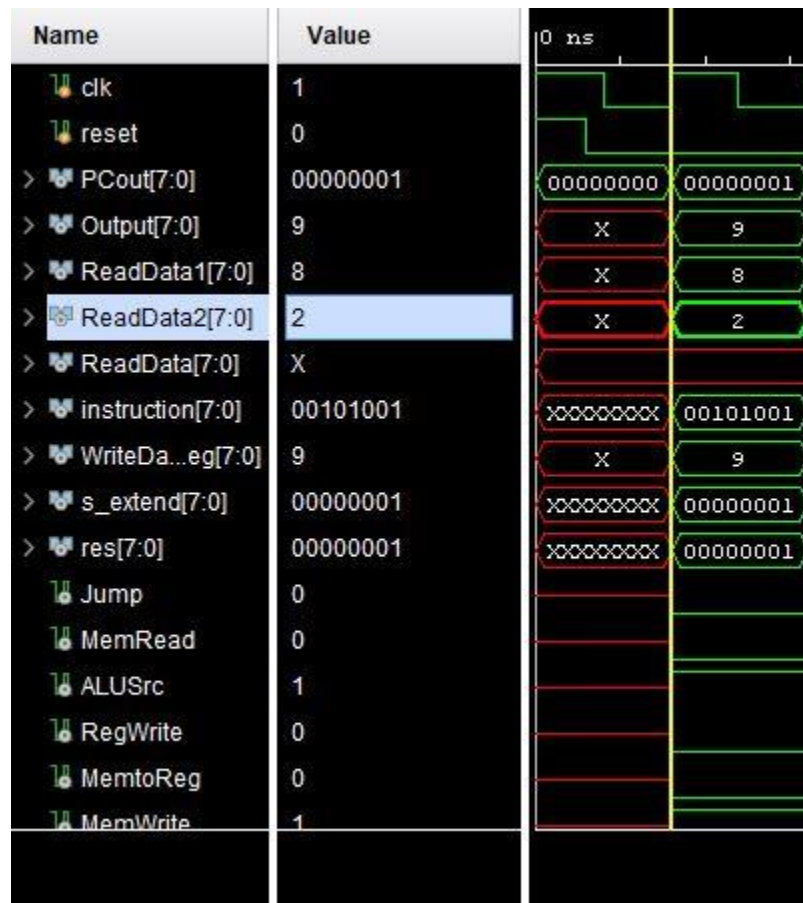 Name Value 0 ns
clk 1
reset 0
PCout[7:0] 00000001 00000000 00000001
Output[7:0] 9 X 9
ReadData1[7:0] 8 X 8
ReadData2[7:0] 2 X 2
ReadData[7:0] X
instruction[7:0] 00101001 XXXXXXXX 00101001
WriteDa...eg[7:0] 9 X 9
s_extend[7:0] 00000001 XXXXXXXX 00000001
res[7:0] 00000001 XXXXXXXX 00000001
Jump 0
MemRead 0
ALUSrc 1
RegWrite 0
MemtoReg 0
MemWrite 1